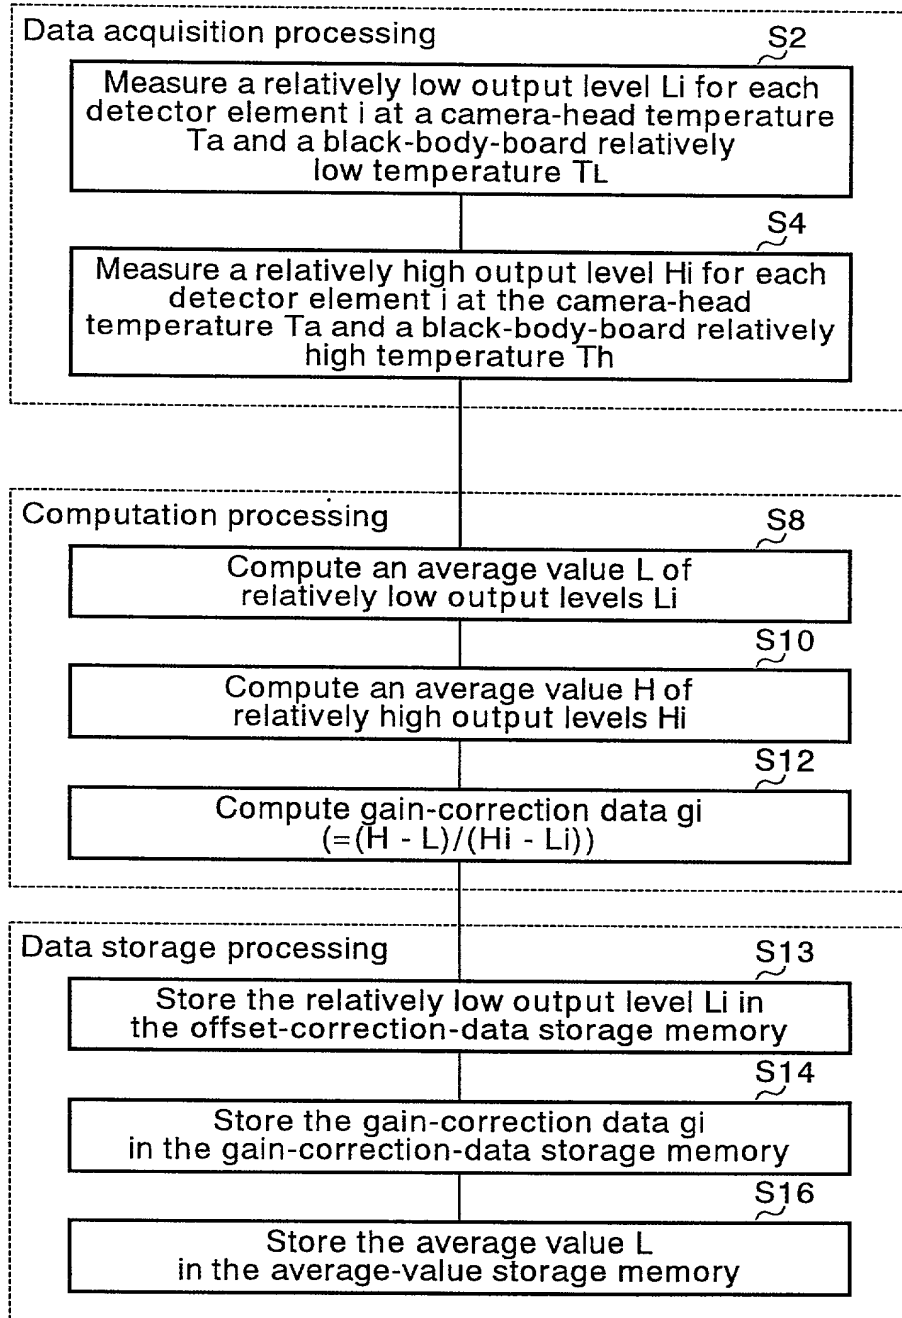 Data acquisition processing
S2
Measure a relatively low output level Li for each
detector element i at a camera-head temperature
Ta and a black-body-board relatively
low temperature TL
S4
Measure a relatively high output level Hi for each
detector element i at the camera-head
temperature Ta and a black-body-board relatively
high temperature Th
Computation processing
S8
Compute an average value L of
relatively low output levels Li
S10
Compute an average value H of
relatively high output levels Hi
S12
Compute gain-correction data gi
(=(H - L)/(Hi - Li))
Data storage processing
S13
Store the relatively low output level Li in
the offset-correction-data storage memory
S14
Store the gain-correction data gi
in the gain-correction-data storage memory
S16
Store the average value L
in the average-value storage memory